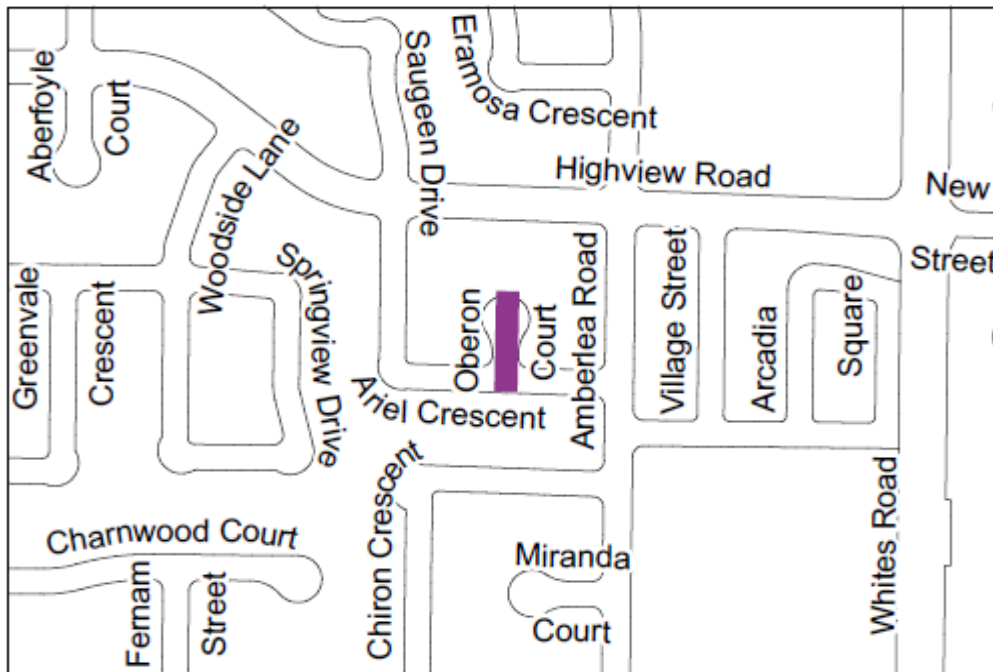 Eramosa Crescent
Saugeen Drive
Aberfoyle
Court
Woodside Lane
Highview Road
New
Street
Springview Drive
Greenvale
Crescent
Oberon
Court
Amberlea Road
Village Street
Arcadia
Square
Ariel Crescent
Chiron Crescent
Whites Road
Charnwood Court
Miranda
Court
Fernam
Street